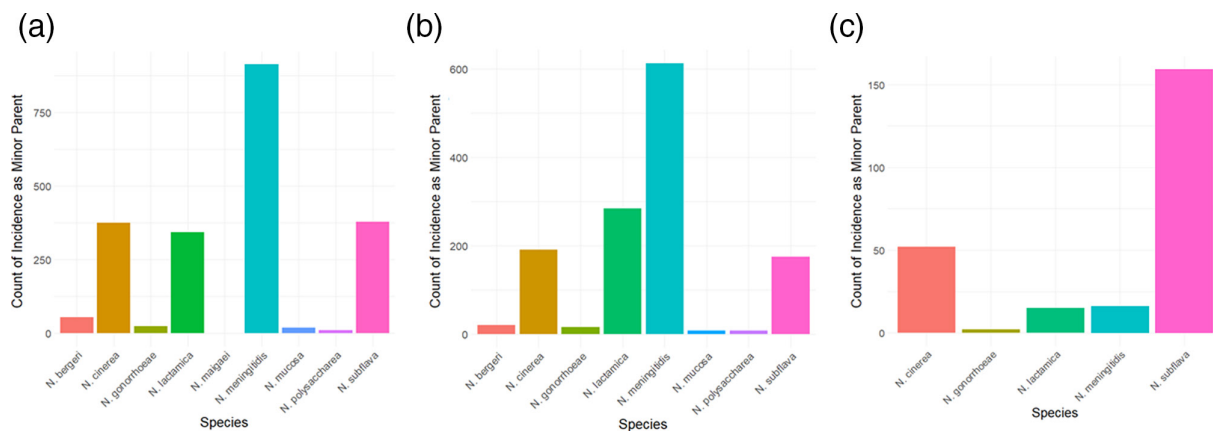 (a)
Count of Incidence as Minor Parent
750
500
250
0
N. bergeri
N. cinerea
N. gonorrhoeae
N. lactamica
N. maigaei
N. meningitidis
N. mucosa
N. polysaccharea
N. subflava
Species
(b)
Count of Incidence as Minor Parent
600
400
200
0
N. bergeri
N. cinerea
N. gonorrhoeae
N. lactamica
N. meningitidis
N. mucosa
N. polysaccharea
N. subflava
Species
(c)
Count of Incidence as Minor Parent
150
100
50
0
N. cinerea
N. gonorrhoeae
N. lactamica
N. meningitidis
N. subflava
Species